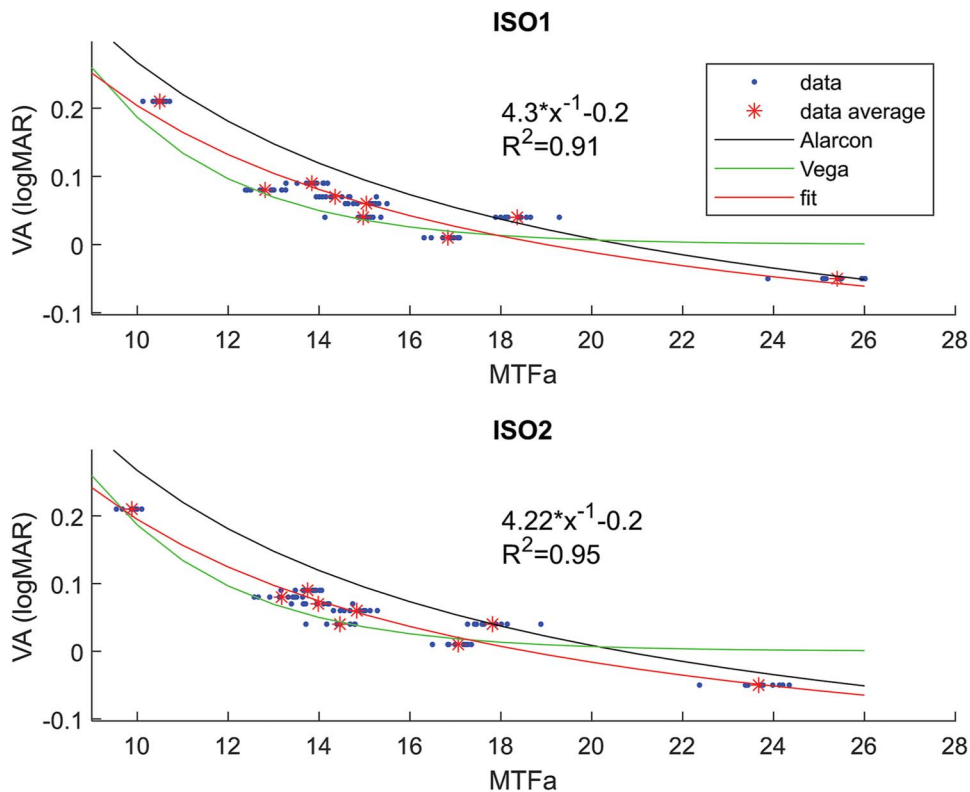 ISO1
VA (logMAR)
0.2
0.1
0
-0.1
4.3*x⁻¹-0.2
R²=0.91
data
data average
Alarcon
Vega
fit
10 12 14 16 18 20 22 24 26 28
MTFa
ISO2
VA (logMAR)
0.2
0.1
0
-0.1
4.22*x⁻¹-0.2
R²=0.95
10 12 14 16 18 20 22 24 26 28
MTFa